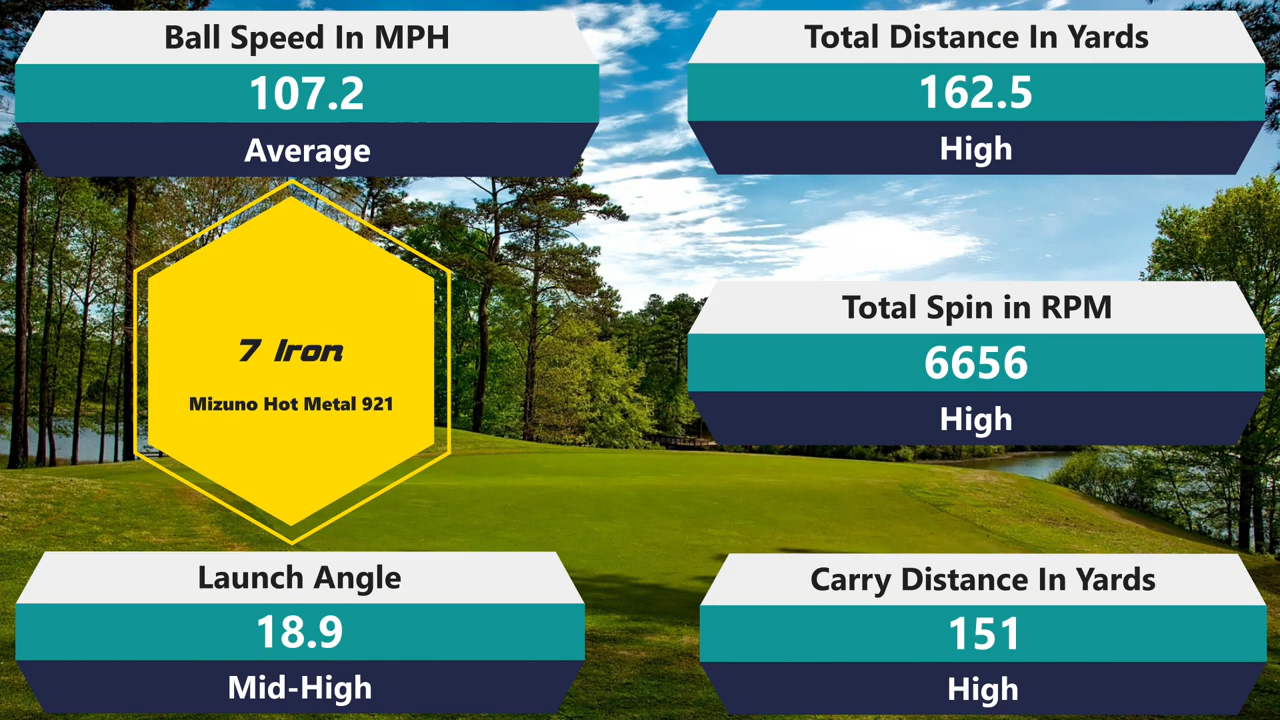 Ball Speed In MPH
107.2
Average
Total Distance In Yards
162.5
High
7 Iron
Mizuno Hot Metal 921
Total Spin in RPM
6656
High
Launch Angle
18.9
Mid-High
Carry Distance In Yards
151
High